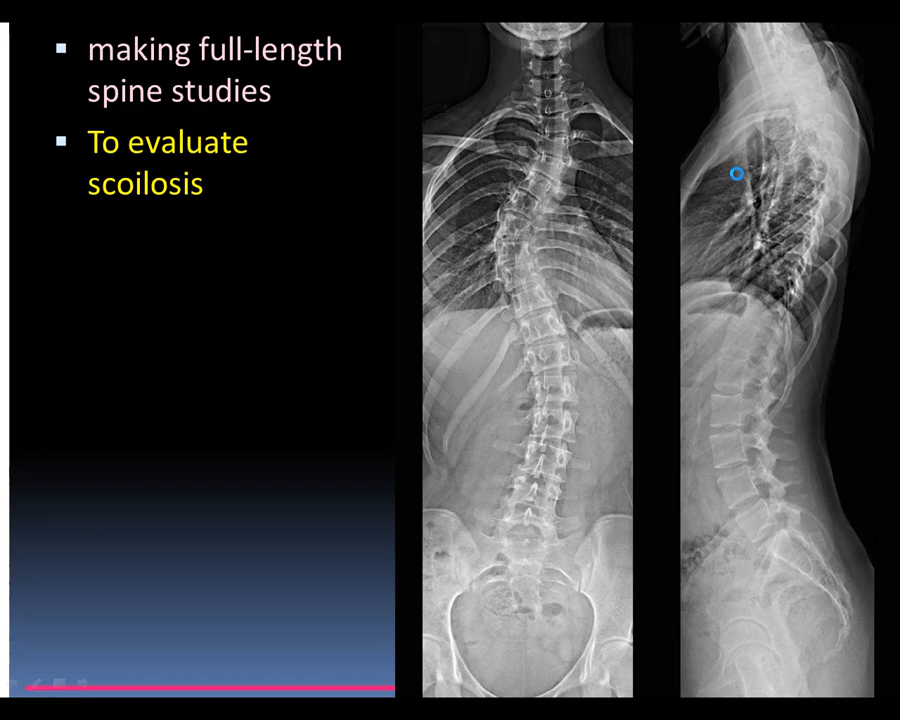 making full-length
spine studies
To evaluate
scoilosis